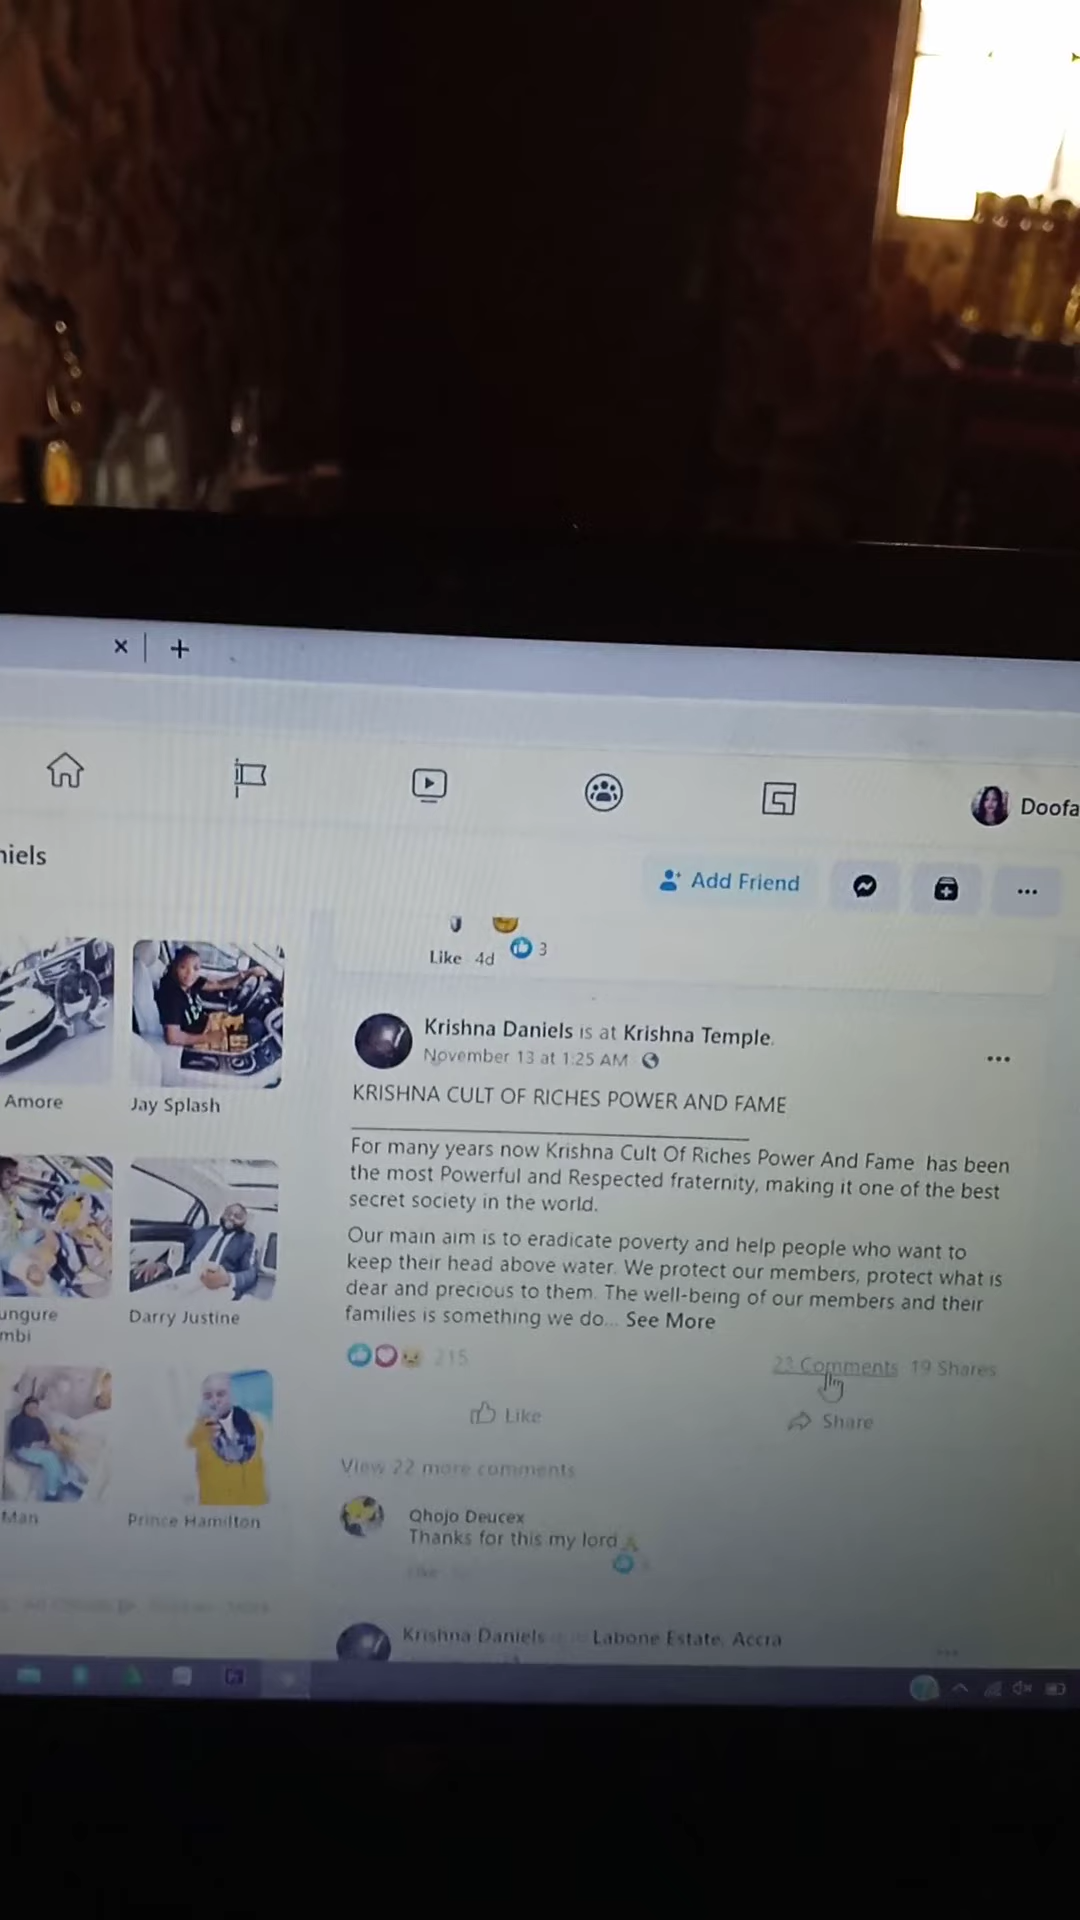 Doofa
niels
Add Friend
Like 4d 3
Krishna Daniels is at Krishna Temple.
November 13 at 1:25 AM
KRISHNA CULT OF RICHES POWER AND FAME
For many years now Krishna Cult Of Riches Power And Fame has been
the most Powerful and Respected fraternity, making it one of the best
secret society in the world.
Our main aim is to eradicate poverty and help people who want to
keep their head above water. We protect our members, protect what is
dear and precious to them. The well-being of our members and their
families is something we do... See More
215
23 Comments 19 Shares
Like
Share
View 22 more comments
Qhojo Deucex
Thanks for this my lord
Like
Krishna Daniels
Labone Estate, Accra
Amore
Jay Splash
ungure
mbi
Darry Justine
Man
Prince Hamilton